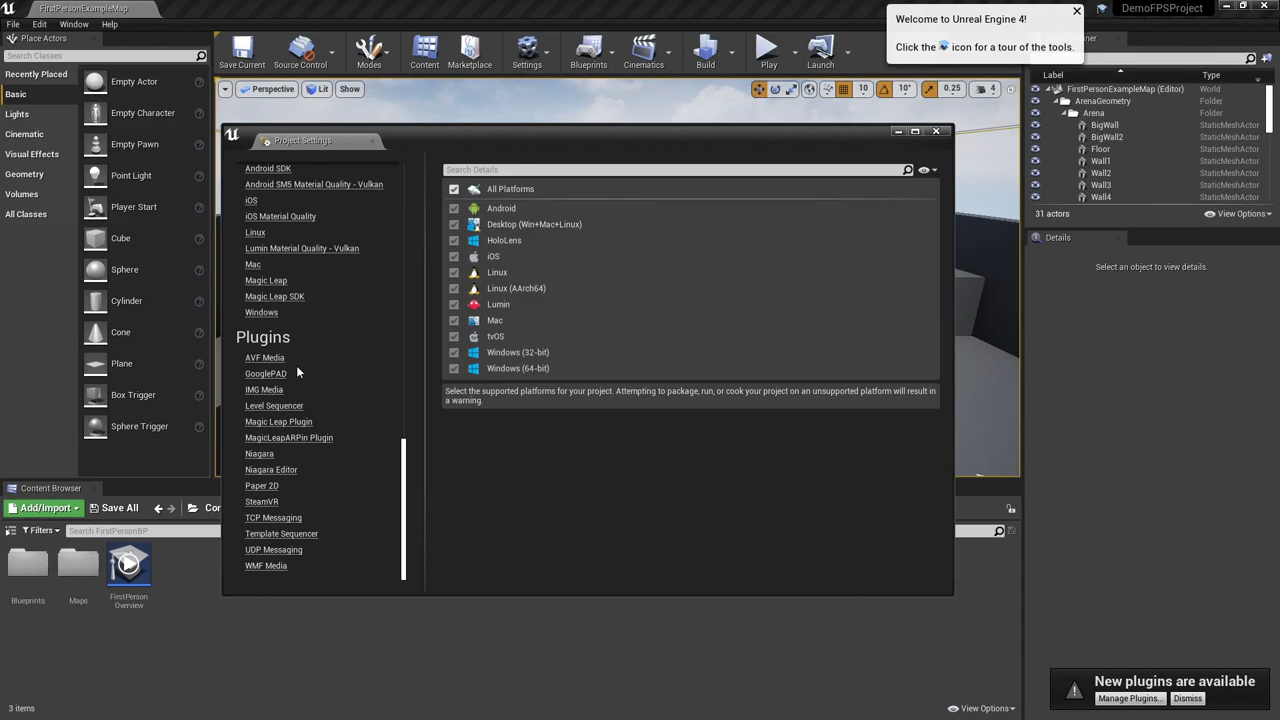 FirstPersonExampleMap
DemoFPSProject
File Edit Window Help
Welcome to Unreal Engine 4!
Click the icon for a tour of the tools.
Place Actors
Search Classes
Recently Placed
Basic
Lights
Cinematic
Visual Effects
Geometry
Volumes
All Classes
Empty Actor
Empty Character
Empty Pawn
Point Light
Player Start
Cube
Sphere
Cylinder
Cone
Plane
Box Trigger
Sphere Trigger
Save Current
Source Control
Modes
Content
Marketplace
Settings
Blueprints
Cinematics
Build
Play
Launch
Perspective Lit Show
10 10° 0.25 4
Label Type
FirstPersonExampleMap (Editor) World
ArenaGeometry Folder
Arena Folder
BigWall StaticMeshActor
BigWall2 StaticMeshActor
Floor StaticMeshActor
Wall1 StaticMeshActor
Wall2 StaticMeshActor
Wall3 StaticMeshActor
Wall4 StaticMeshActor
31 actors View Options
Details
Select an object to view details.
Project Settings
Android SDK
Android SM5 Material Quality - Vulkan
iOS
iOS Material Quality
Linux
Lumin Material Quality - Vulkan
Mac
Magic Leap
Magic Leap SDK
Windows
Plugins
AVF Media
GooglePAD
IMG Media
Level Sequencer
Magic Leap Plugin
MagicLeapARPin Plugin
Niagara
Niagara Editor
Paper 2D
SteamVR
TCP Messaging
Template Sequencer
UDP Messaging
WMF Media
Search Details
All Platforms
Android
Desktop (Win+Mac+Linux)
HoloLens
iOS
Linux
Linux (AArch64)
Lumin
Mac
tvOS
Windows (32-bit)
Windows (64-bit)
Select the supported platforms for your project. Attempting to package, run, or cook your project on an unsupported platform will result in
a warning.
Content Browser
Add/Import Save All
Filters Search FirstPersonBP
Blueprints
Maps
FirstPerson
Overview
3 items
View Options
New plugins are available
Manage Plugins... Dismiss